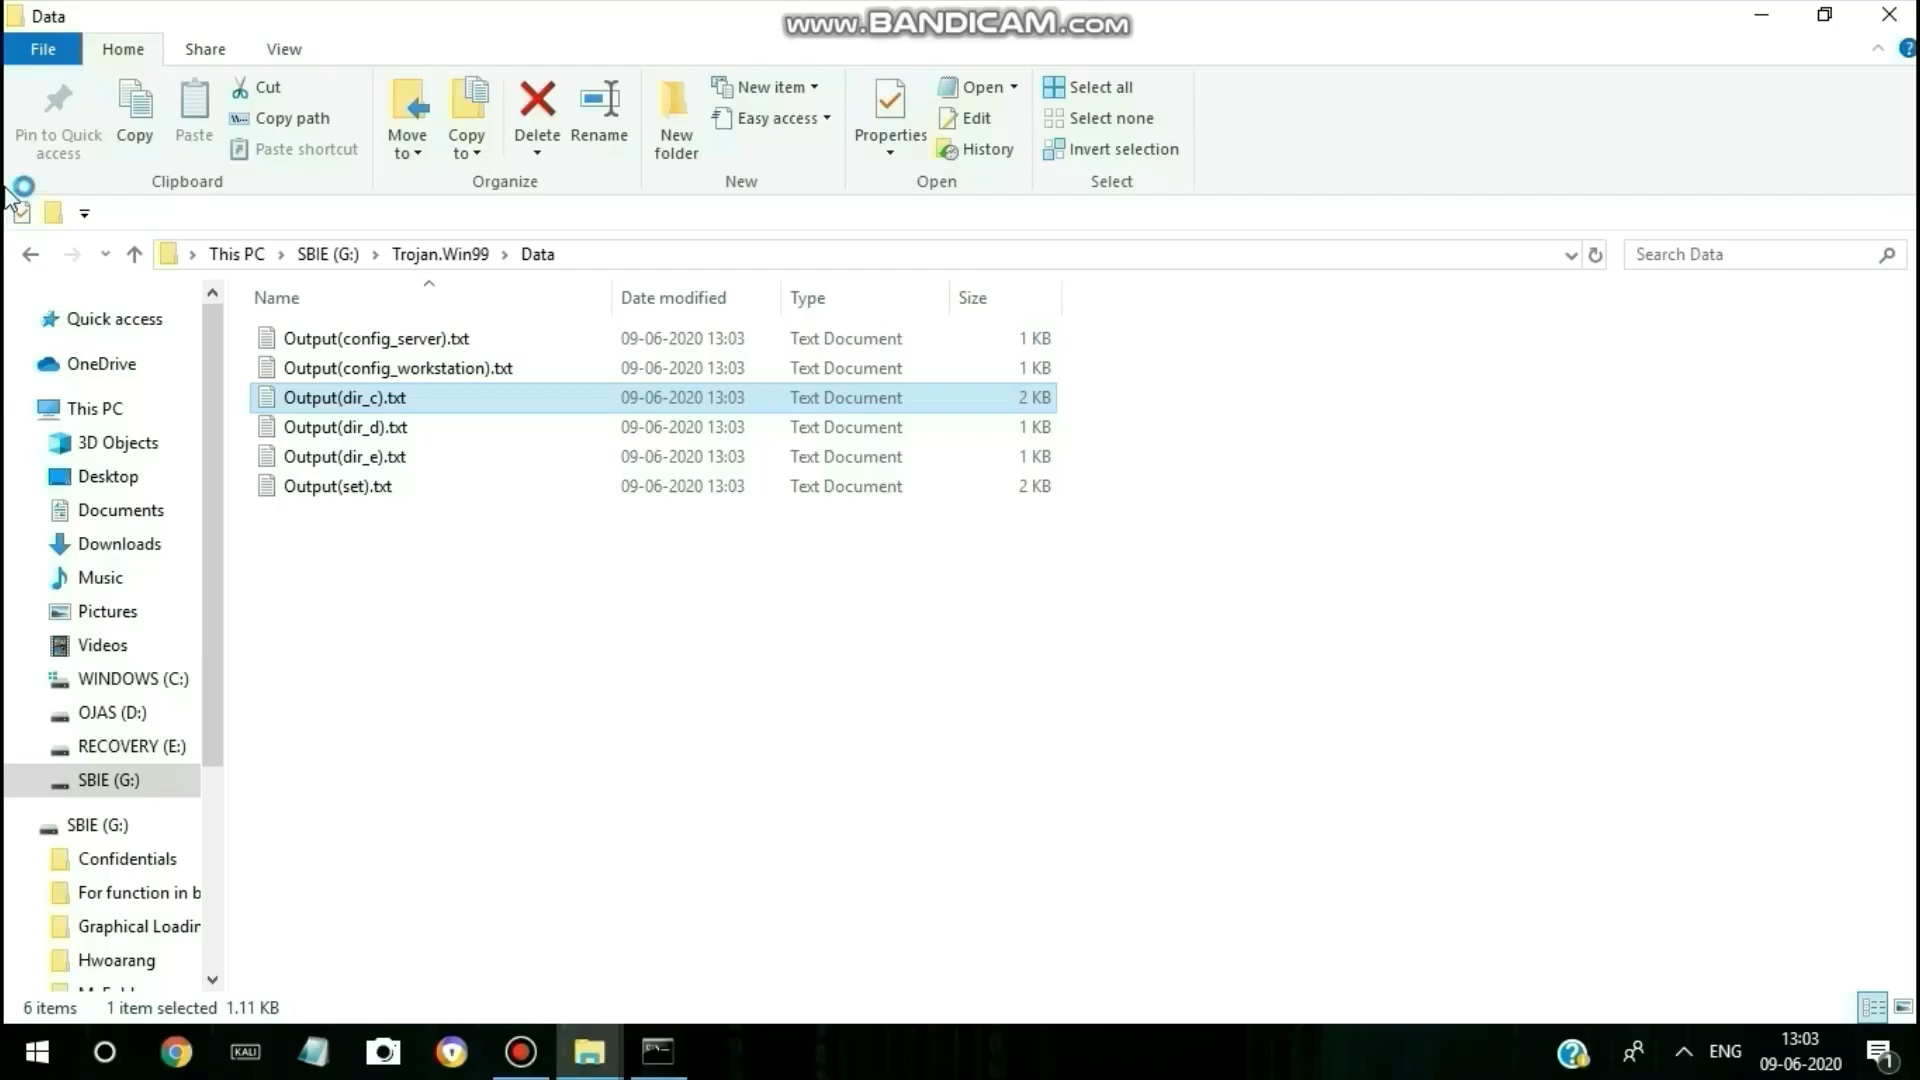 Data
www.BANDICAM.com
File Home Share View
Pin to Quick access
Copy
Paste
Cut
Copy path
Paste shortcut
Clipboard
Move to
Copy to
Delete
Rename
Organize
New folder
New item
Easy access
New
Properties
Open
Edit
History
Open
Select all
Select none
Invert selection
Select
This PC > SBIE (G:) > Trojan.Win99 > Data
Search Data
Name Date modified Type Size
Output(config_server).txt 09-06-2020 13:03 Text Document 1 KB
Output(config_workstation).txt 09-06-2020 13:03 Text Document 1 KB
Output(dir_c).txt 09-06-2020 13:03 Text Document 2 KB
Output(dir_d).txt 09-06-2020 13:03 Text Document 1 KB
Output(dir_e).txt 09-06-2020 13:03 Text Document 1 KB
Output(set).txt 09-06-2020 13:03 Text Document 2 KB
Quick access
OneDrive
This PC
3D Objects
Desktop
Documents
Downloads
Music
Pictures
Videos
WINDOWS (C:)
OJAS (D:)
RECOVERY (E:)
SBIE (G:)
SBIE (G:)
Confidentials
For function in b
Graphical Loadin
Hwoarang
6 items 1 item selected 1.11 KB
KALI
ENG
13:03
09-06-2020
1